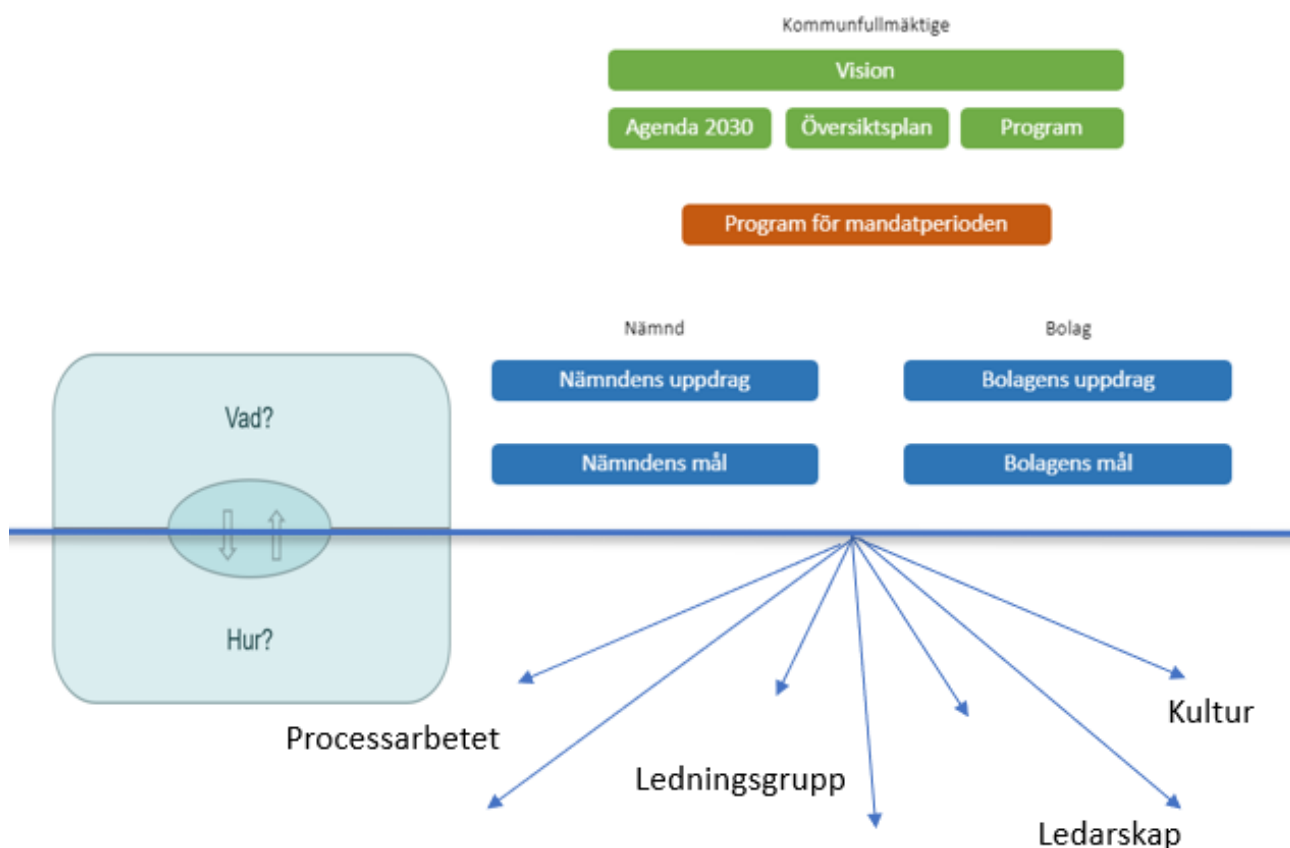 Kommunfullmäktige
Vision
Agenda 2030
Översiktsplan
Program
Program för mandatperioden
Nämnd
Bolag
Nämndens uppdrag
Bolagens uppdrag
Vad?
Nämndens mål
Bolagens mål
Hur?
Processarbetet
Kultur
Ledningsgrupp
Ledarskap